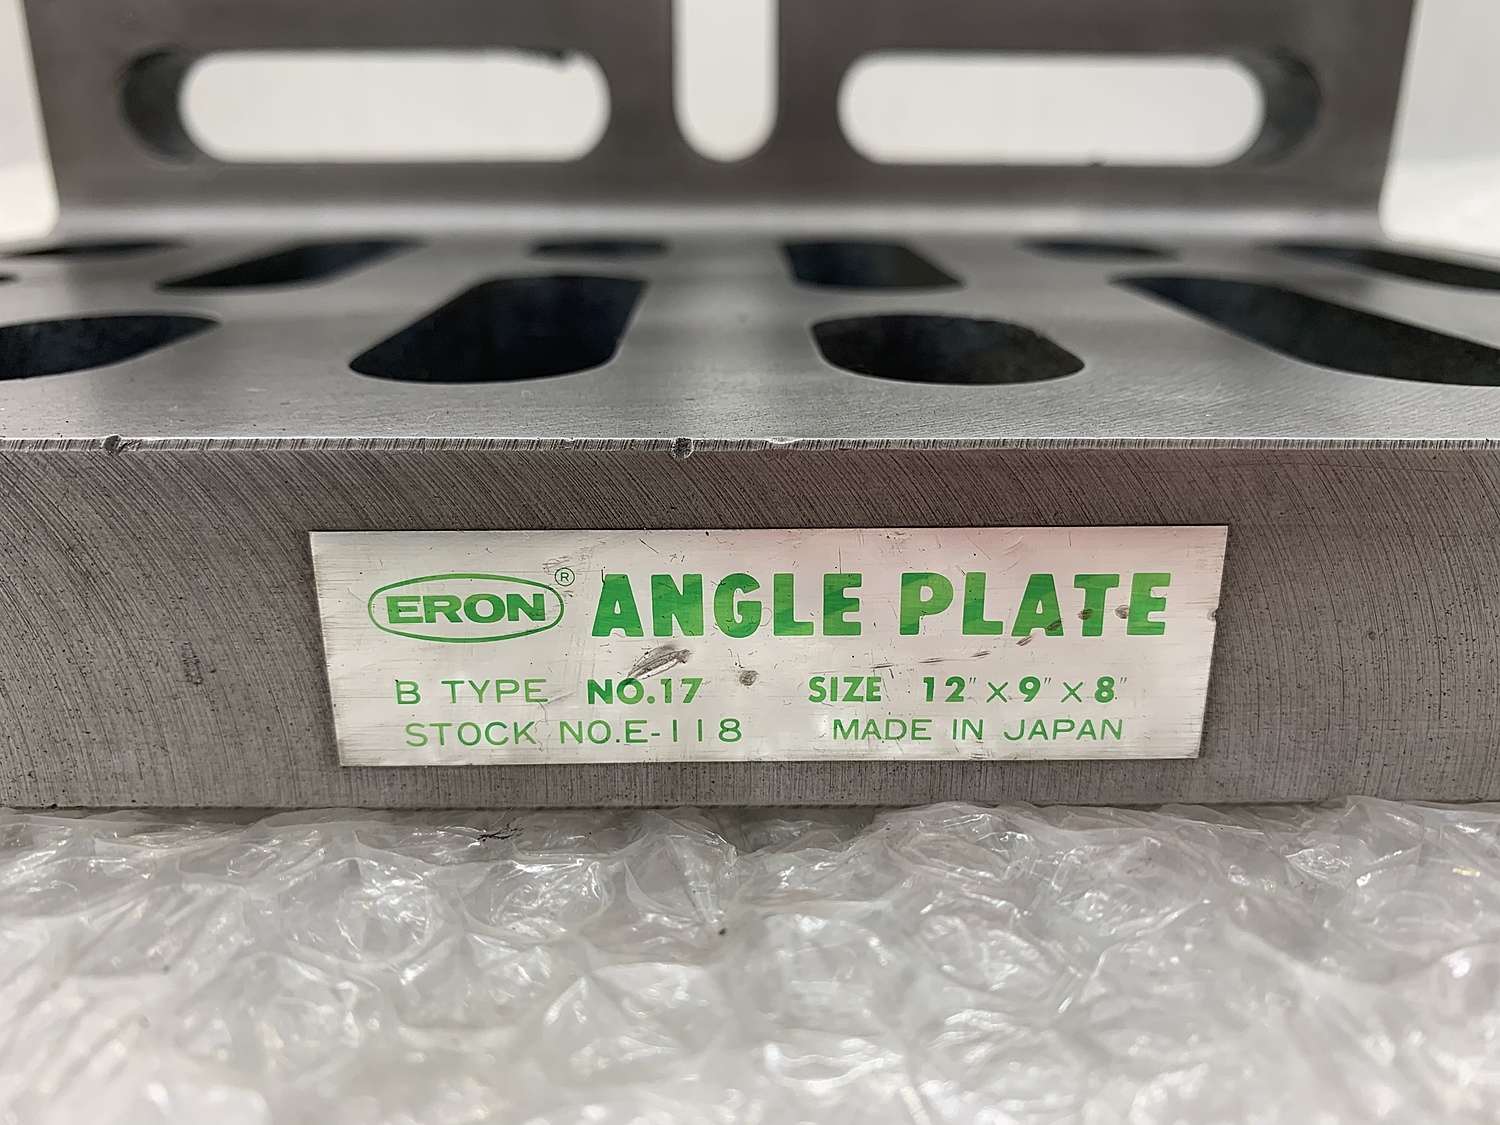 ERON® ANGLE PLATE
B TYPE NO.17 SIZE 12" × 9" × 8"
STOCK NO.E-118 MADE IN JAPAN